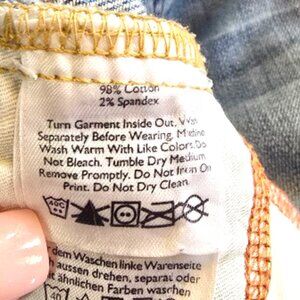 98% Cotton
2% Spandex
Turn Garment Inside Out. Wash
Separately Before Wearing. Machine
Wash Warm With Like Colors. Do
Not Bleach. Tumble Dry Medium
Remove Promptly. Do Not Iron On
Print. Do Not Dry Clean
dem Waschen linke Warenseite
aussen drehen, separat oder
ähnlichen Farben waschen
40